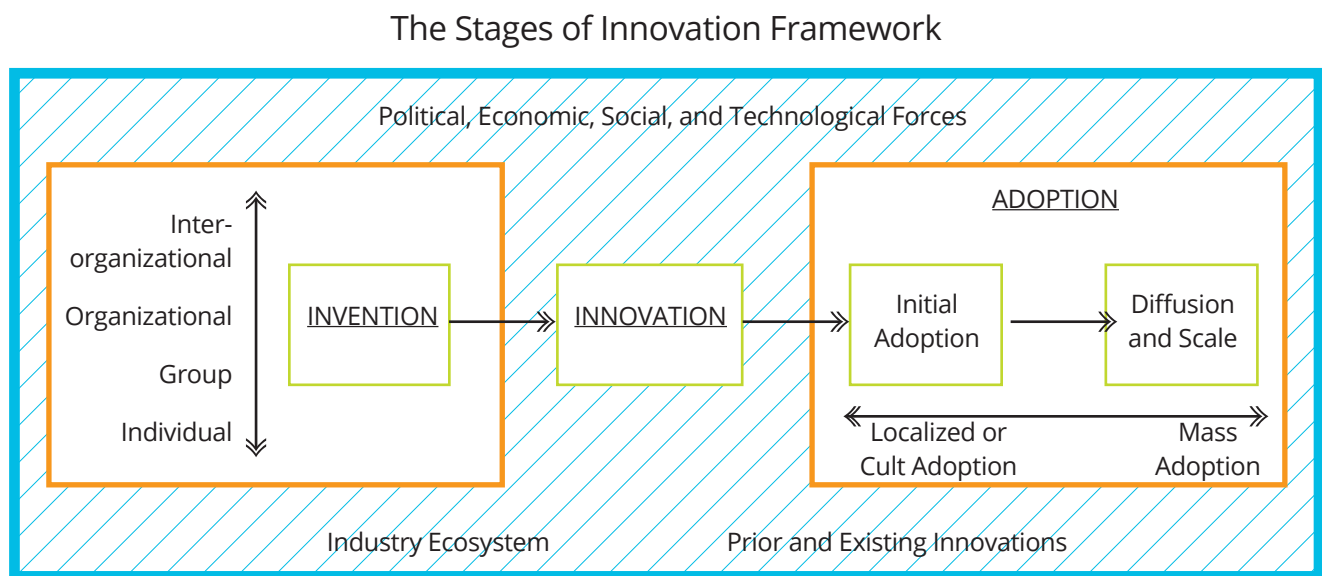 The Stages of Innovation Framework
Political, Economic, Social, and Technological Forces
Inter-
organizational
Organizational
Group
Individual
INVENTION
INNOVATION
ADOPTION
Initial
Adoption
Diffusion
and Scale
Localized or
Cult Adoption
Mass
Adoption
Industry Ecosystem
Prior and Existing Innovations